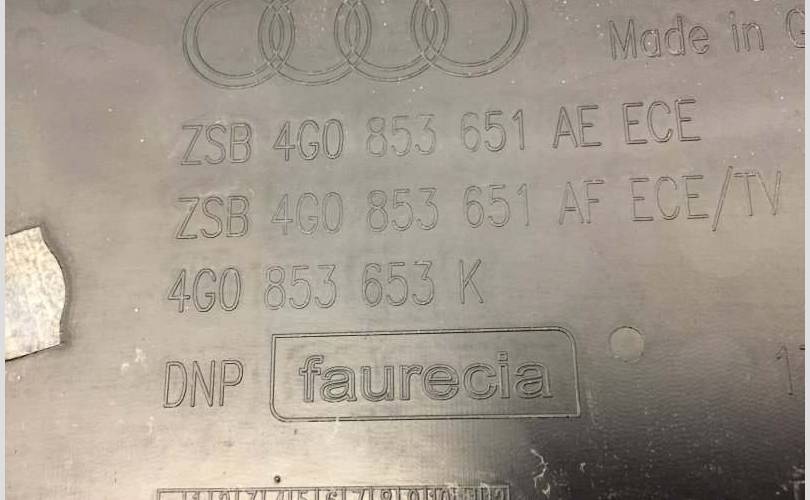 Made in
ZSB 4G0 853 651 AE ECE
ZSB 4G0 853 651 AF ECE/TV
4G0 853 653 K
DNP faurecia